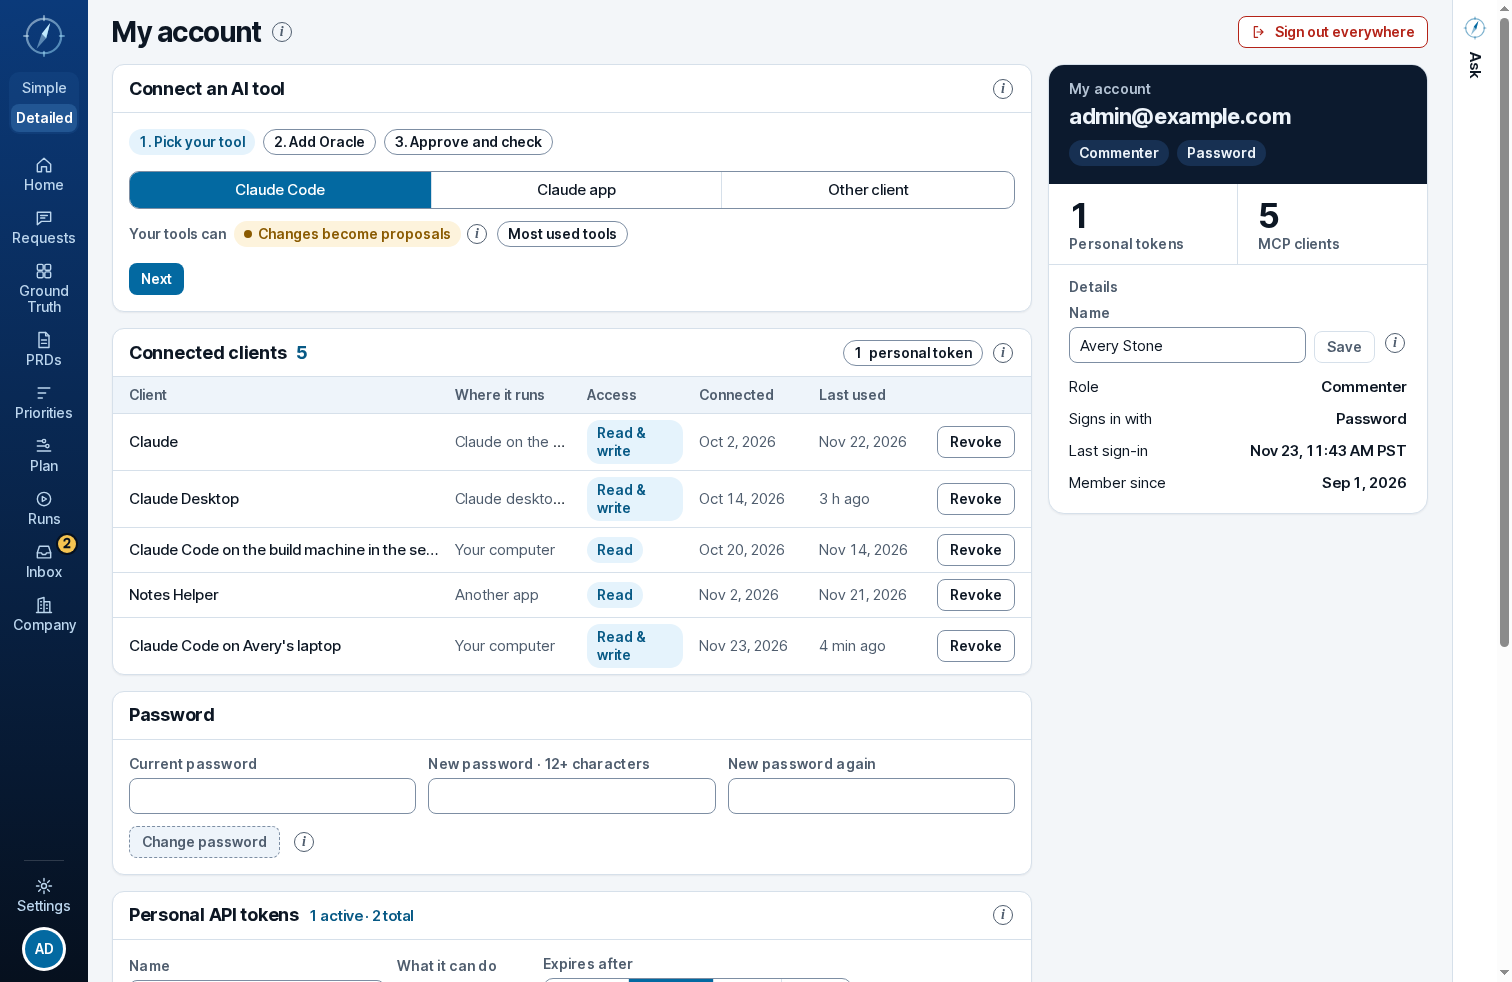 Simple
Detailed
Home
Requests
Ground
Truth
PRDs
Priorities
Plan
Runs
2
Inbox
Company
Settings
AD
My account
i
Sign out everywhere
Connect an AI tool
i
1. Pick your tool
2. Add Oracle
3. Approve and check
Claude Code
Claude app
Other client
Your tools can
Changes become proposals
i
Most used tools
Next
Connected clients 5
1 personal token
i
Client
Where it runs
Access
Connected
Last used
Claude
Claude on the ...
Read &
write
Oct 2, 2026
Nov 22, 2026
Revoke
Claude Desktop
Claude deskto...
Read &
write
Oct 14, 2026
3 h ago
Revoke
Claude Code on the build machine in the se...
Your computer
Read
Oct 20, 2026
Nov 14, 2026
Revoke
Notes Helper
Another app
Read
Nov 2, 2026
Nov 21, 2026
Revoke
Claude Code on Avery's laptop
Your computer
Read &
write
Nov 23, 2026
4 min ago
Revoke
Password
Current password
New password · 12+ characters
New password again
Change password
i
Personal API tokens
1 active · 2 total
i
Name
What it can do
Expires after
My account
admin@example.com
Commenter
Password
1
Personal tokens
5
MCP clients
Details
Name
Avery Stone
Save
i
Role
Commenter
Signs in with
Password
Last sign-in
Nov 23, 11:43 AM PST
Member since
Sep 1, 2026
Ask